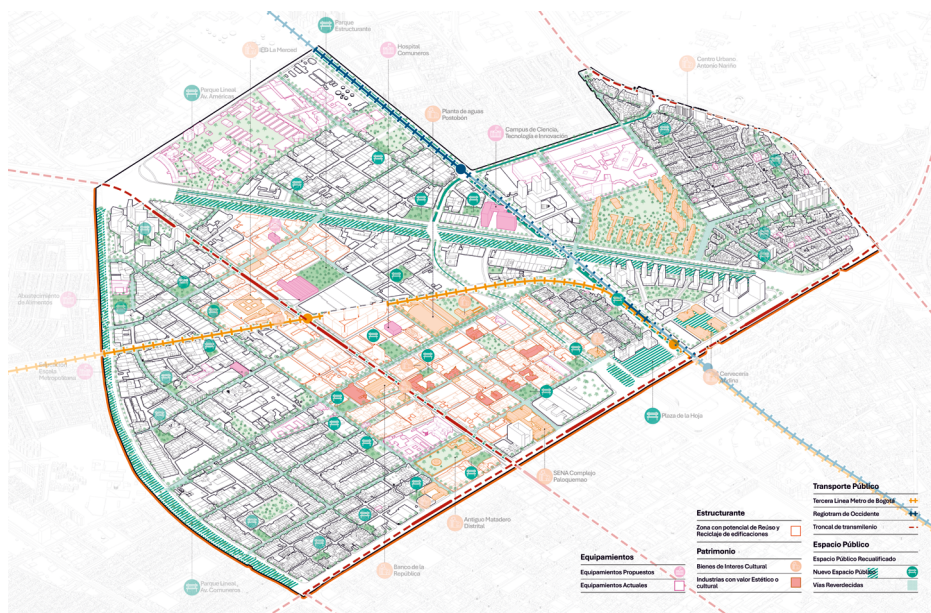 Parque
Estructurante
IED La Merced
Hospital
Comuneros
Centro Urbano
Antonio Nariño
Parque Lineal
Av. Américas
Planta de aguas
Postobón
Campus de Ciencia,
Tecnología e Innovación
Abastecimiento
de Alimentos
Escala
Metropolitana
Cervecería
Plaza de la Hoja
SENA Complejo
Paloquemao
Antiguo Matadero
Distrital
Banco de la
República
Parque Lineal
Av. Comuneros
Equipamientos
Equipamientos Propuestos
Equipamientos Actuales
Estructurante
Zona con potencial de Reúso y
Reciclaje de edificaciones
Patrimonio
Bienes de Interes Cultural
Industrias con valor Estético o
cultural
Transporte Público
Tercera Linea Metro de Bogotá
Regiotram de Occidente
Troncal de transmilenio
Espacio Público
Espacio Público Recualificado
Nuevo Espacio Público
Vías Reverdecidas